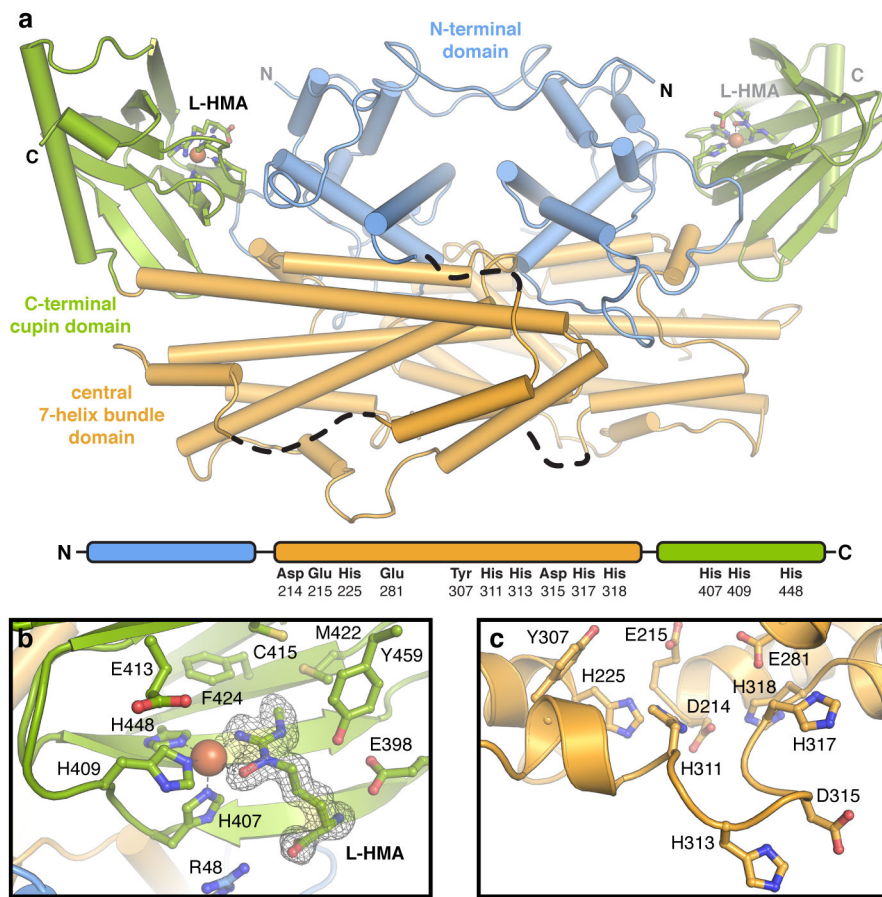 a
N-terminal
domain
N
N
L-HMA
L-HMA
C
C
C-terminal
cupin domain
central
7-helix bundle
domain
N
C
Asp Glu His Glu Tyr His His Asp His His His His His
214 215 225 281 307 311 313 315 317 318 407 409 448
b
M422
C415
Y459
E413
F424
H448
E398
H409
H407
L-HMA
R48
c
Y307
E215
E281
H225
H318
D214
H317
H311
D315
H313